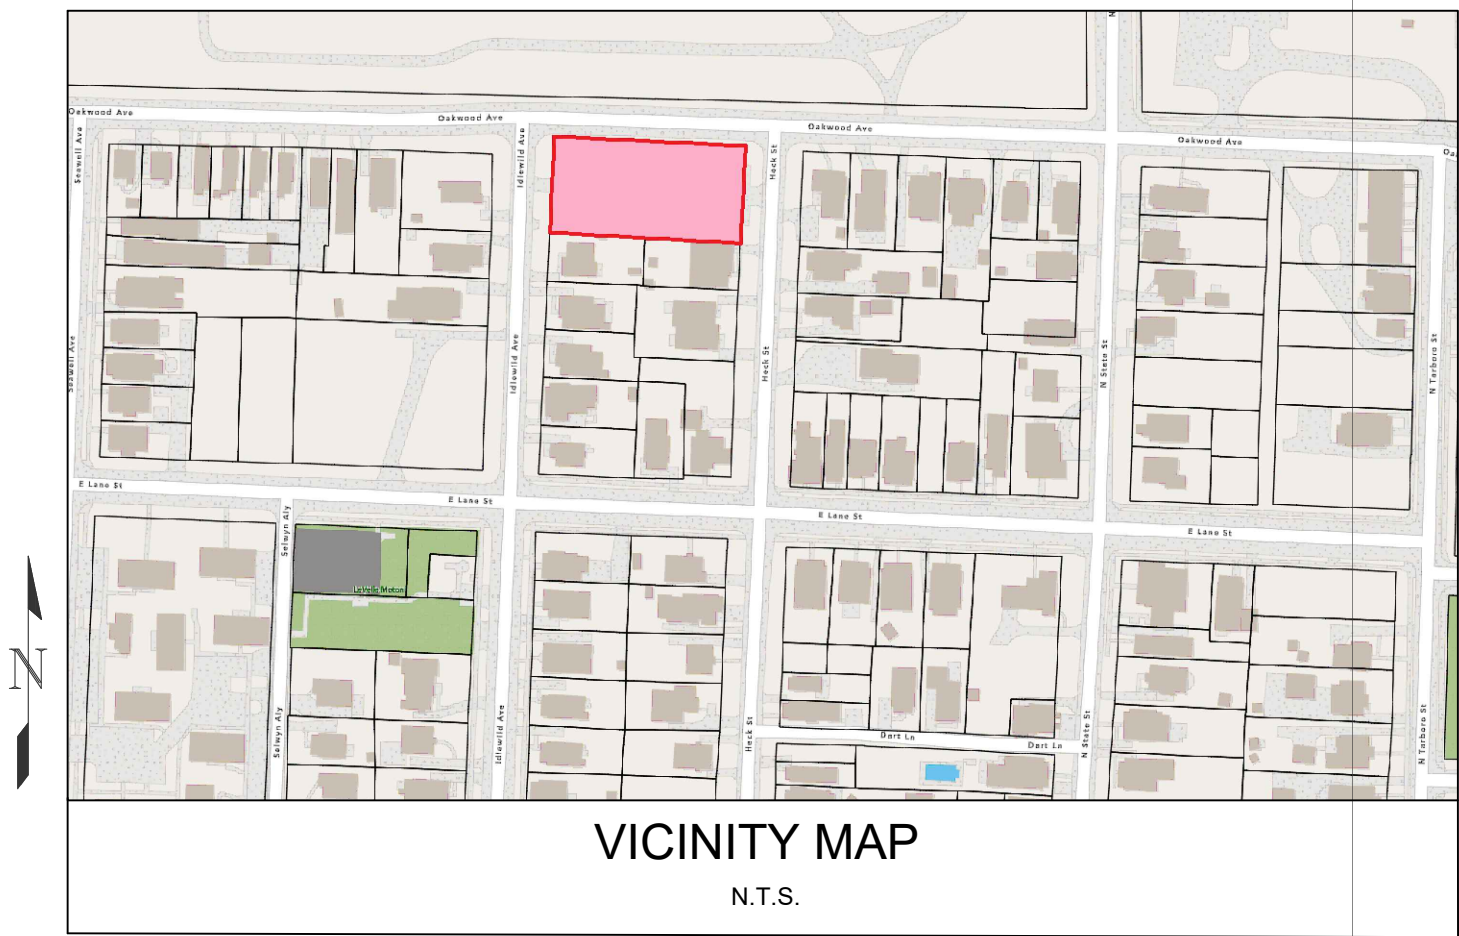 N
Oakwood Ave
Oakwood Ave
Oakwood Ave
Oakwood Ave
Oa
Seawell Ave
Idlewild Ave
Heck St
Seawell Ave
Idlewild Ave
Heck St
N State St
N Tarboro St
E Lane St
E Lane St
E Lane St
E Lane St
Selwyn Aly
LeVelle Moton
N
Selwyn Aly
Idlewild Ave
Heck St
Dart Ln
Dart Ln
N State St
N Tarboro St
VICINITY MAP
N.T.S.